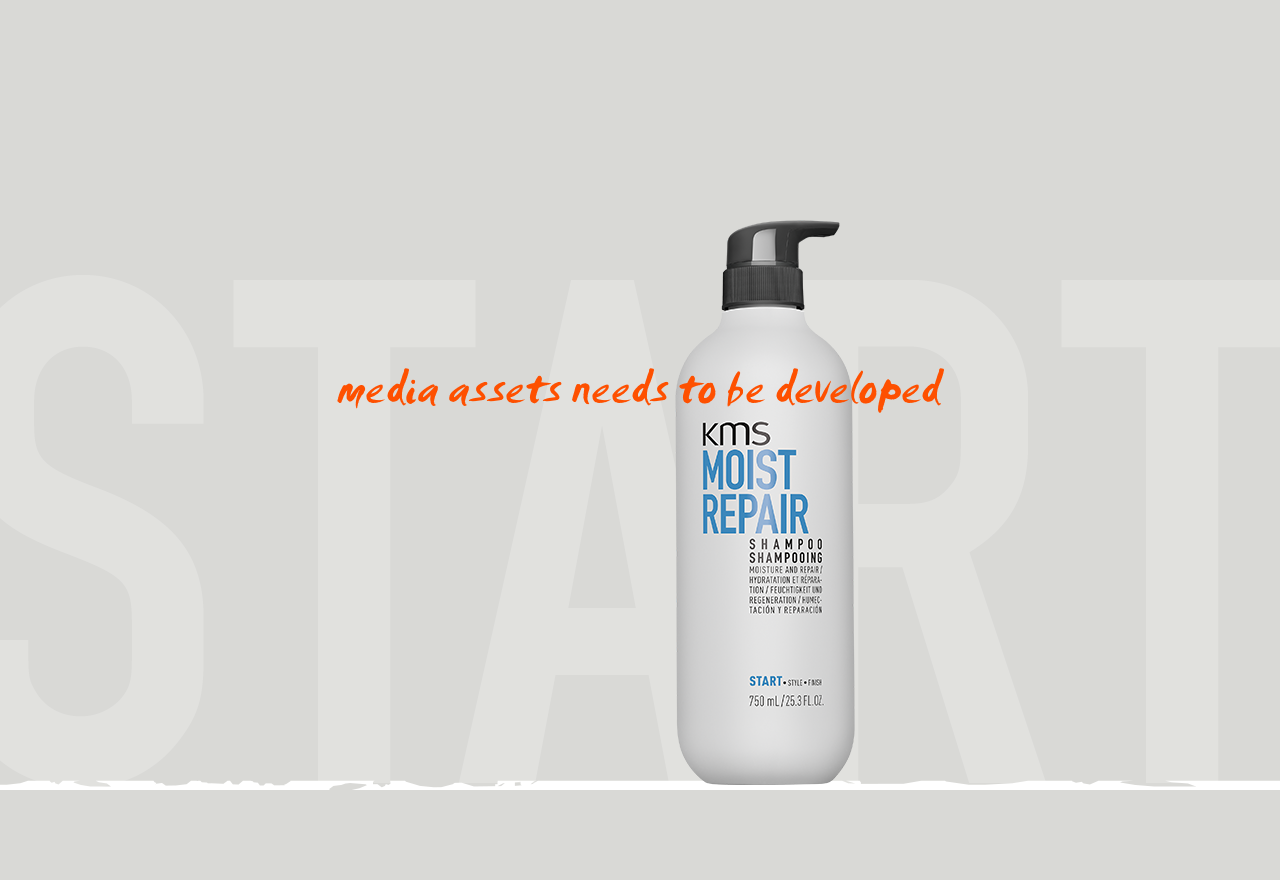 START
media assets needs to be developed
KMS
MOIST
REPAIR
SHAMPOO
SHAMPOOING
MOISTURE AND REPAIR /
HYDRATATION ET RÉPARA-
TION / FEUCHTIGKEIT UND
REGENERATION / HUMEC-
TACIÓN Y REPARACIÓN
START • STYLE • FINISH
750 mL/25.3 FL.OZ.